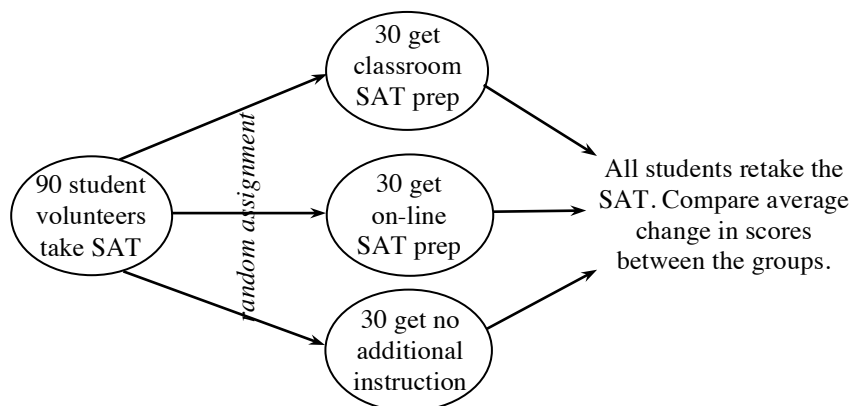 30 get
classroom
SAT prep
90 student
volunteers
take SAT
random assignment
30 get
on-line
SAT prep
30 get no
additional
instruction
All students retake the
SAT. Compare average
change in scores
between the groups.